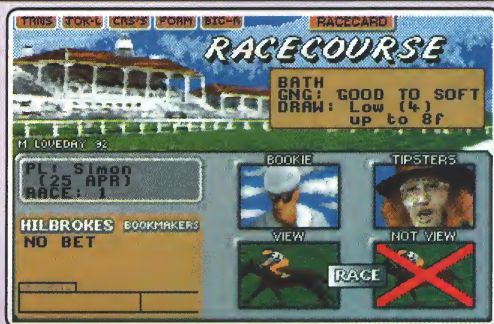 TRNS TOK-L CRS'S FORM BIG-R RACECARD
RACECOURSE
BATH
GNG: GOOD TO SOFT
DRAW: Low (4)
up to 8f
M LOVEDAY 92
PL: Simon
(25 APR)
RACE: 1
BOOKIE TIPSTERS
HILBROKES BOOKMAKERS
NO BET
VIEW NOT VIEW
RACE